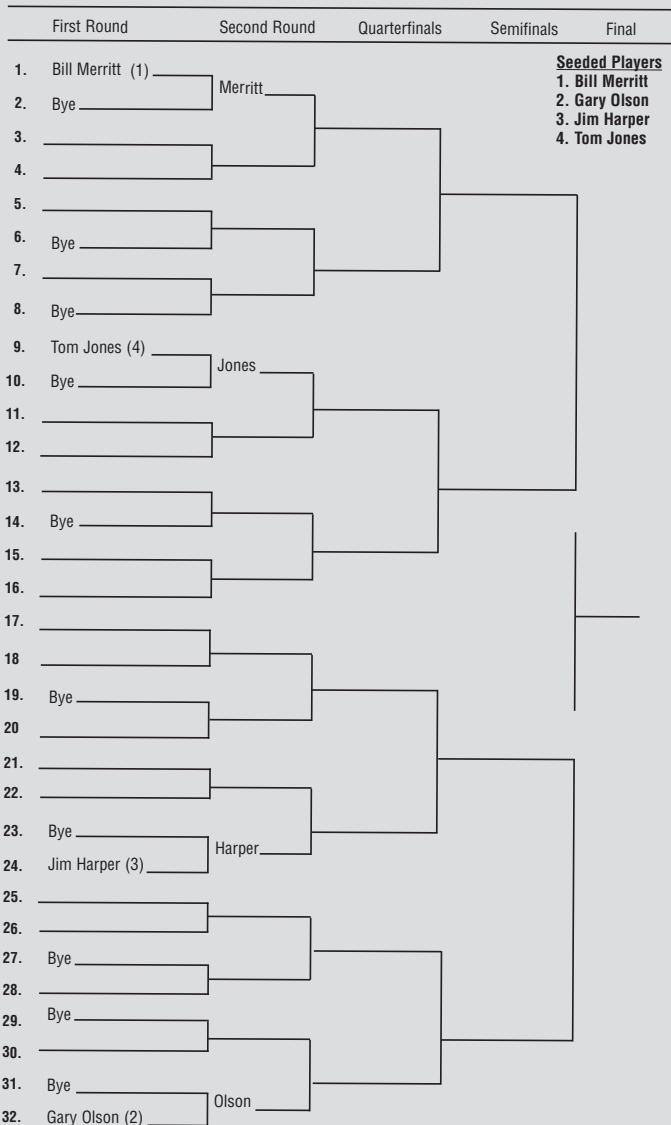 First Round Second Round Quarterfinals Semifinals Final
Seeded Players
1. Bill Merritt
2. Gary Olson
3. Jim Harper
4. Tom Jones
1. Bill Merritt (1)
Merritt
2. Bye
3.
4.
5.
6. Bye
7.
8. Bye
9. Tom Jones (4)
Jones
10. Bye
11.
12.
13.
14. Bye
15.
16.
17.
18
19. Bye
20
21.
22.
23. Bye
Harper
24. Jim Harper (3)
25.
26.
27. Bye
28.
29. Bye
30.
31. Bye
Olson
32. Gary Olson (2)